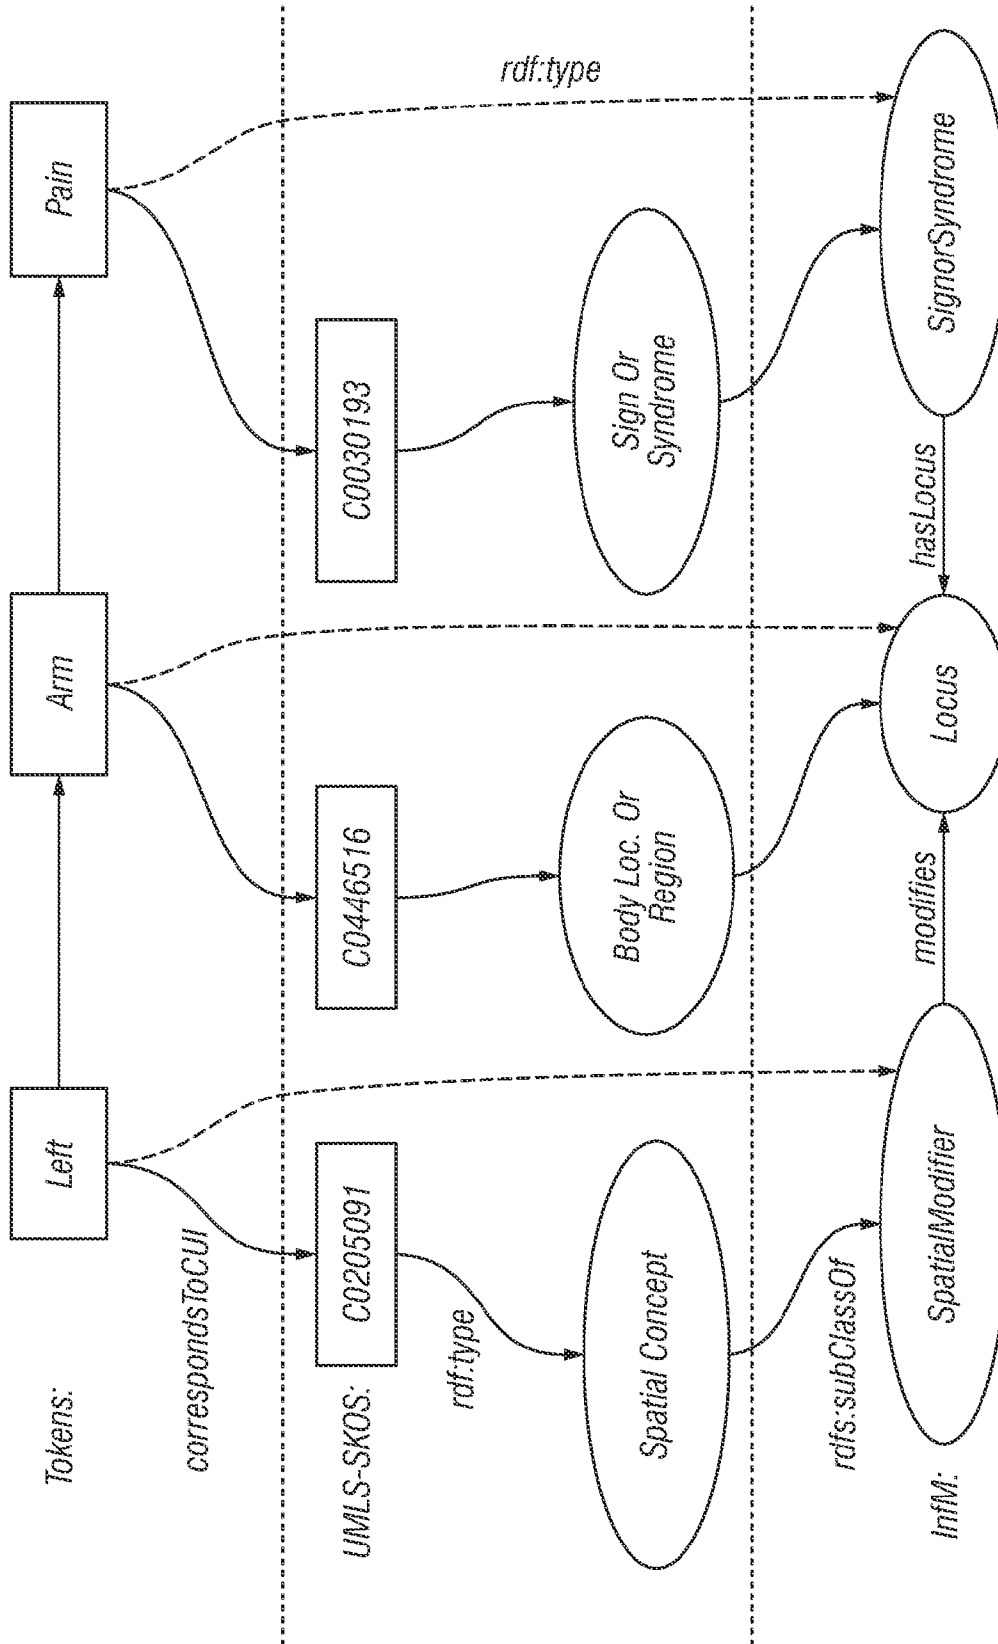 Tokens:
Left
Arm
Pain
correspondsToCUI
UMLS-SKOS:
C0205091
C0446516
C0030193
rdf:type
rdf:type
Spatial Concept
Body Loc. Or
Region
Sign Or
Syndrome
rdfs:subClassOf
InfM:
SpatialModifier
modifies
Locus
hasLocus
SignorSyndrome